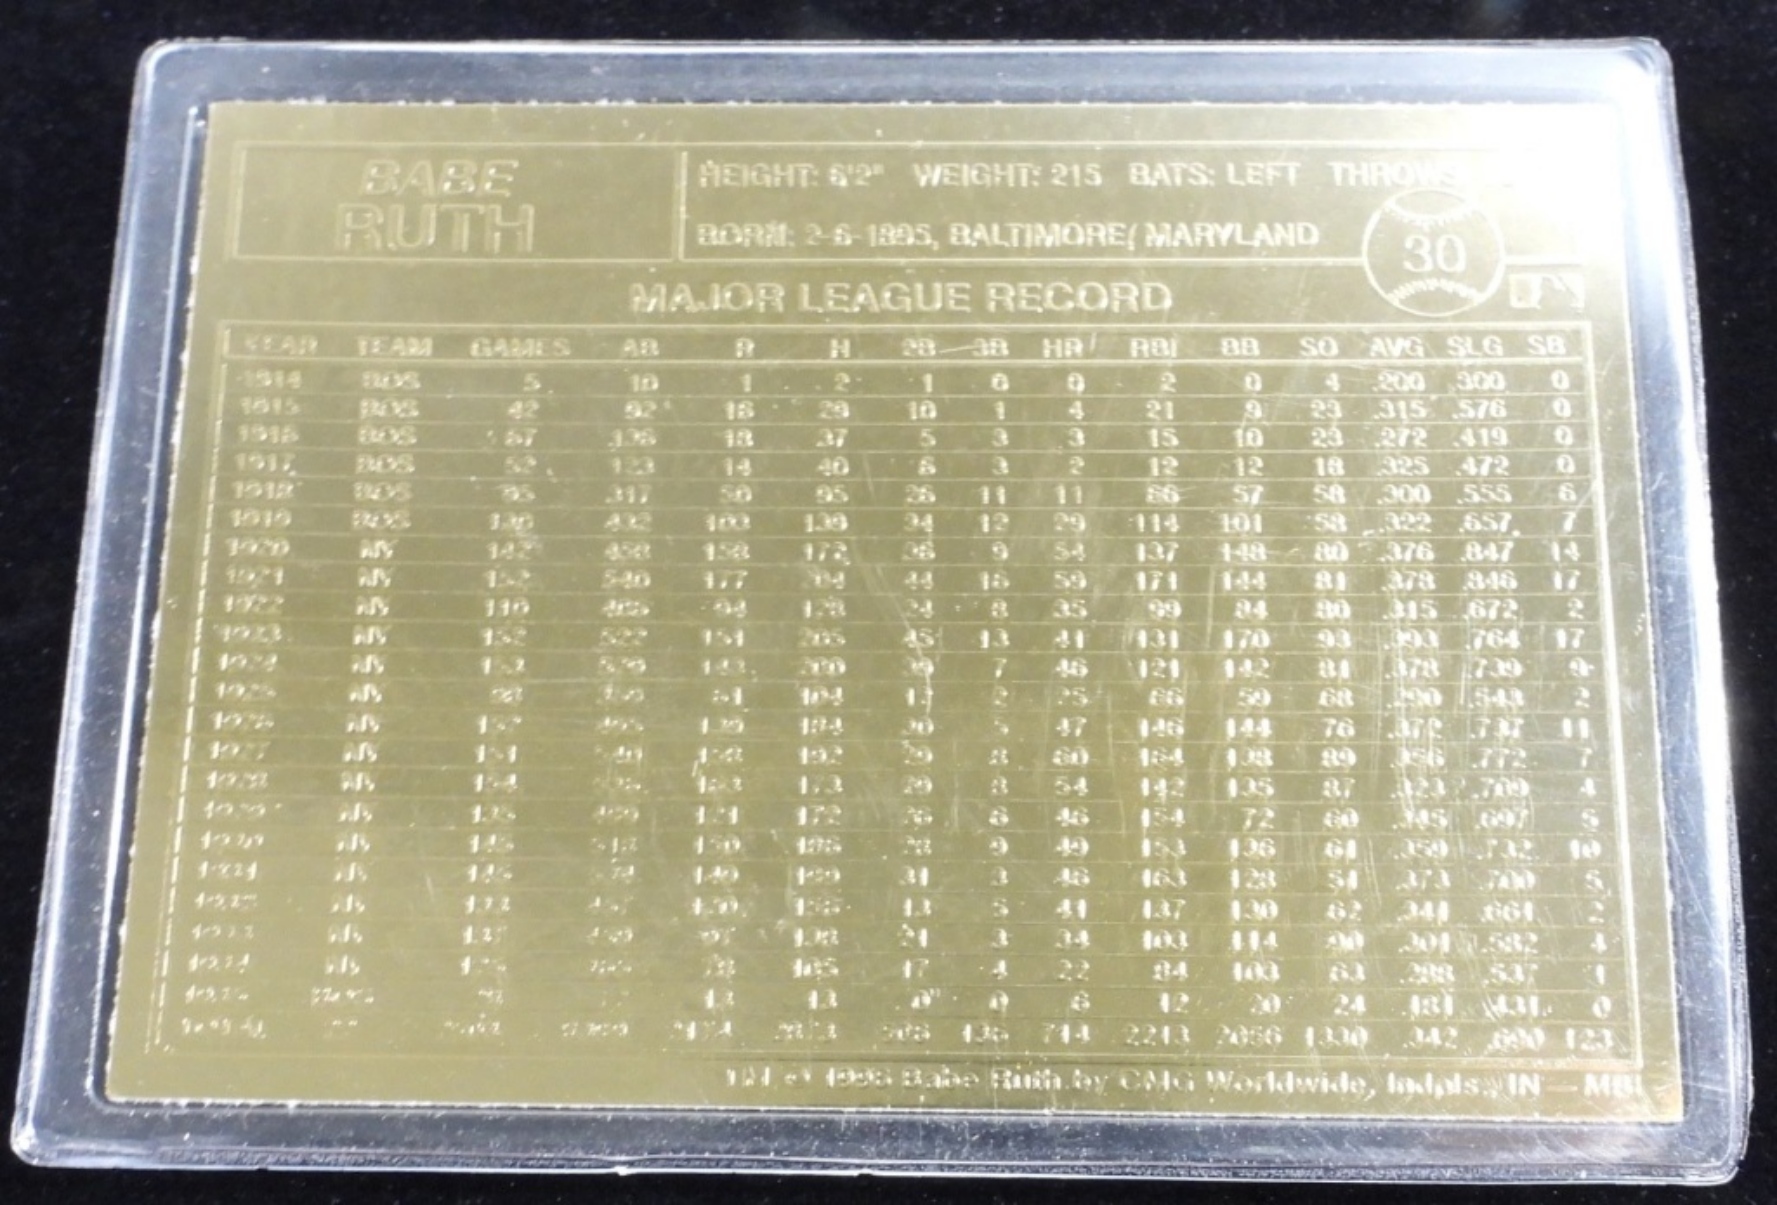 BABE
RUTH
HEIGHT: 6'2" WEIGHT: 215 BATS: LEFT THROWS
BORN: 2-6-1895, BALTIMORE, MARYLAND
30
MAJOR LEAGUE RECORD
YEAR TEAM GAMES AB R H 2B 3B HR RBI BB SO AVG SLG SB
1914 BOS 5 10 1 2 1 0 0 2 0 4 .200 .300 0
1915 BOS 42 92 16 29 10 1 4 21 9 23 .315 .576 0
1916 BOS 67 136 18 37 5 3 3 15 10 23 .272 .419 0
1917 BOS 52 123 14 40 6 3 2 12 12 18 .325 .472 0
1918 BOS 95 317 50 95 26 11 11 66 57 58 .300 .555 6
1919 BOS 130 432 103 139 34 12 29 114 101 58 .322 .657 7
1920 NY 142 458 158 172 36 9 54 137 148 80 .376 .847 14
1921 NY 152 540 177 44 16 59 171 144 81 .378 .846 17
1922 NY 110 406 94 128 24 8 35 99 84 80 .315 .672 2
1923 NY 152 522 151 205 45 13 41 131 170 93 .393 .764 17
1924 NY 153 529 143 200 39 7 46 121 142 81 .378 .739 9
1925 NY 98 359 61 104 12 2 25 66 59 68 .290 .543 2
1926 NY 152 495 139 184 30 5 47 146 144 76 .372 .737 11
1927 NY 151 540 158 192 29 8 60 164 138 89 .356 .772 7
1928 NY 154 163 173 29 8 54 142 135 87 .323 .709 4
1929 NY 135 499 121 172 26 6 46 154 72 60 .345 .697 5
1930 NY 145 518 150 186 28 9 49 153 136 61 .359 .732 10
1931 NY 145 534 149 199 31 3 46 163 128 51 .373 .700 5
1932 NY 133 457 120 156 13 5 41 137 130 62 .341 .661 2
1933 NY 137 459 97 138 21 3 34 103 114 90 .301 .582 4
1934 NY 125 365 78 105 17 4 22 84 103 63 .288 .537 1
1935 13 13 0 0 6 12 20 24 .181 .431 0
TOTAL 2174 2873 506 136 714 2213 2056 1330 .342 .690 123
© 1996 Babe Ruth by CMG Worldwide, Indpls., IN